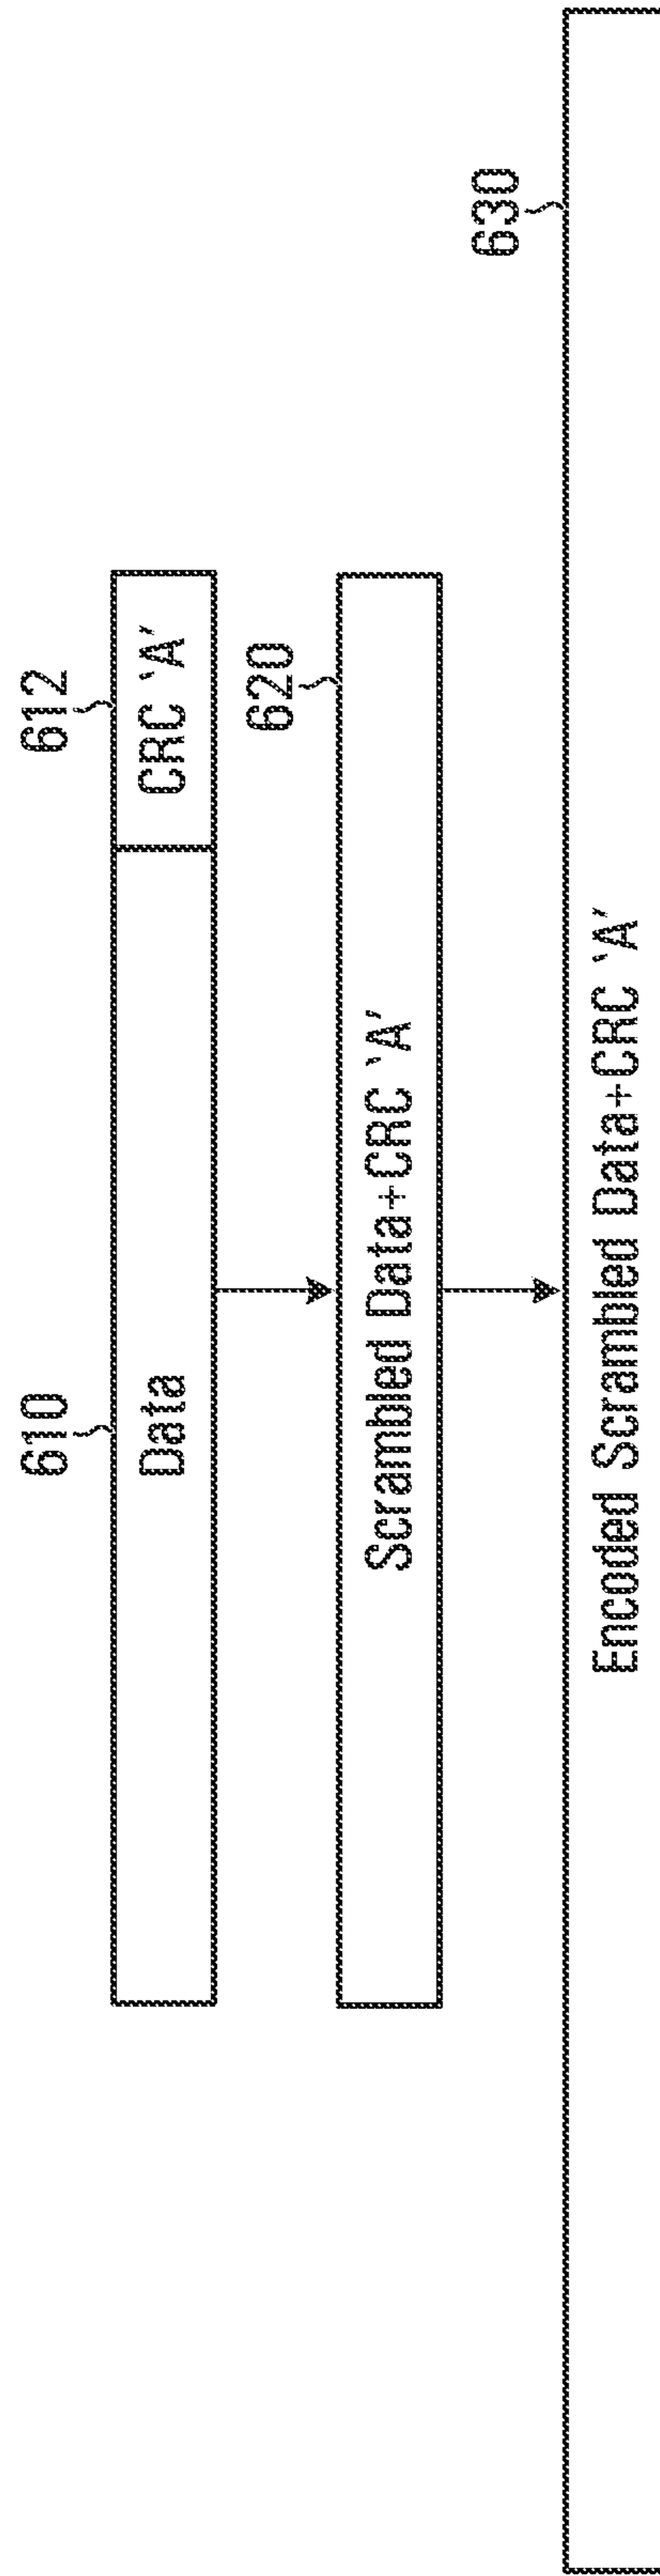 610
612
Data
CRC 'A'
620
Scrambled Data+CRC 'A'
630
Encoded Scrambled Data+CRC 'A'